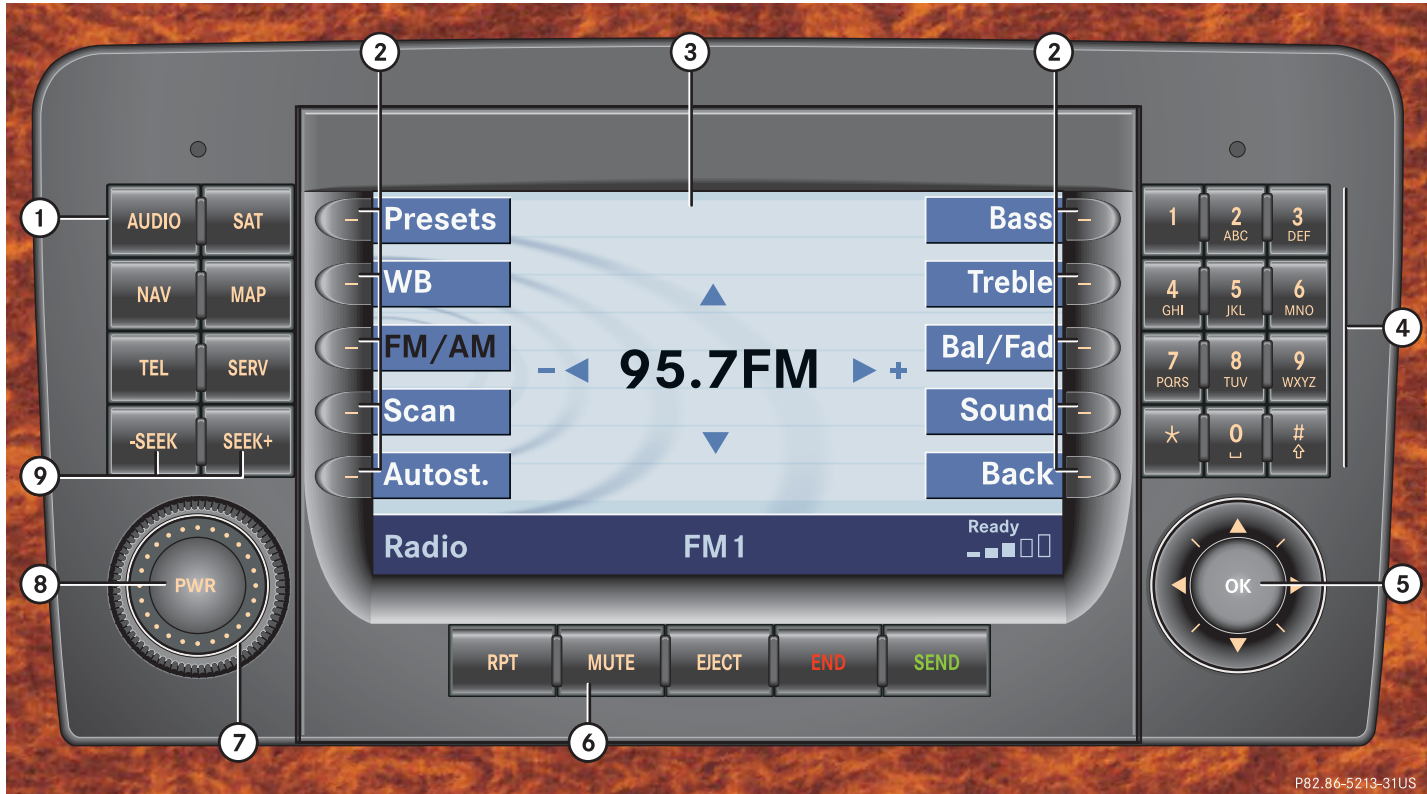 2
3
2
1
AUDIO
SAT
NAV
MAP
TEL
SERV
-SEEK
SEEK+
9
8
PWR
7
Presets
WB
FM/AM
Scan
Autost.
- 95.7FM +
Bass
Treble
Bal/Fad
Sound
Back
Radio
FM1
Ready
RPT
MUTE
EJECT
END
SEND
6
1
2
ABC
3
DEF
4
GHI
5
JKL
6
MNO
7
PQRS
8
TUV
9
WXYZ
*
0
#
4
OK
5
P82.86-5213-31US